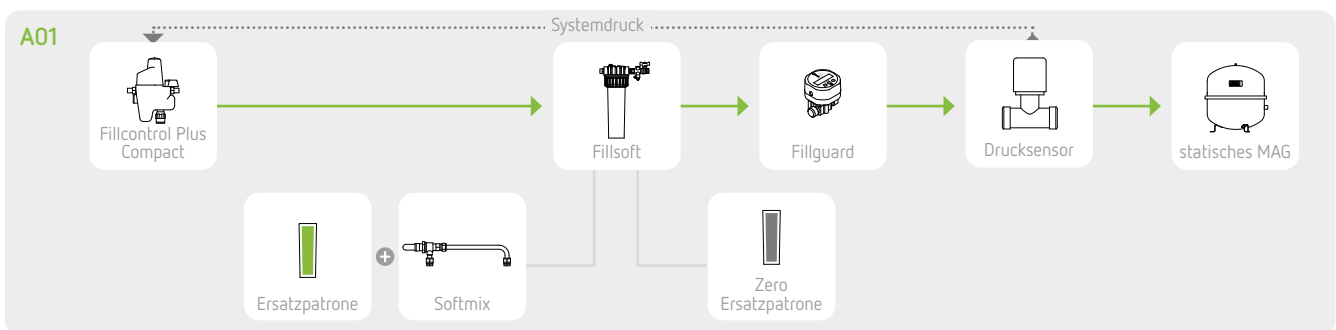 A01
Systemdruck
Fillcontrol Plus
Compact
Fillsoft
Fillguard
Drucksensor
statisches MAG
Ersatzpatrone
Softmix
Zero
Ersatzpatrone